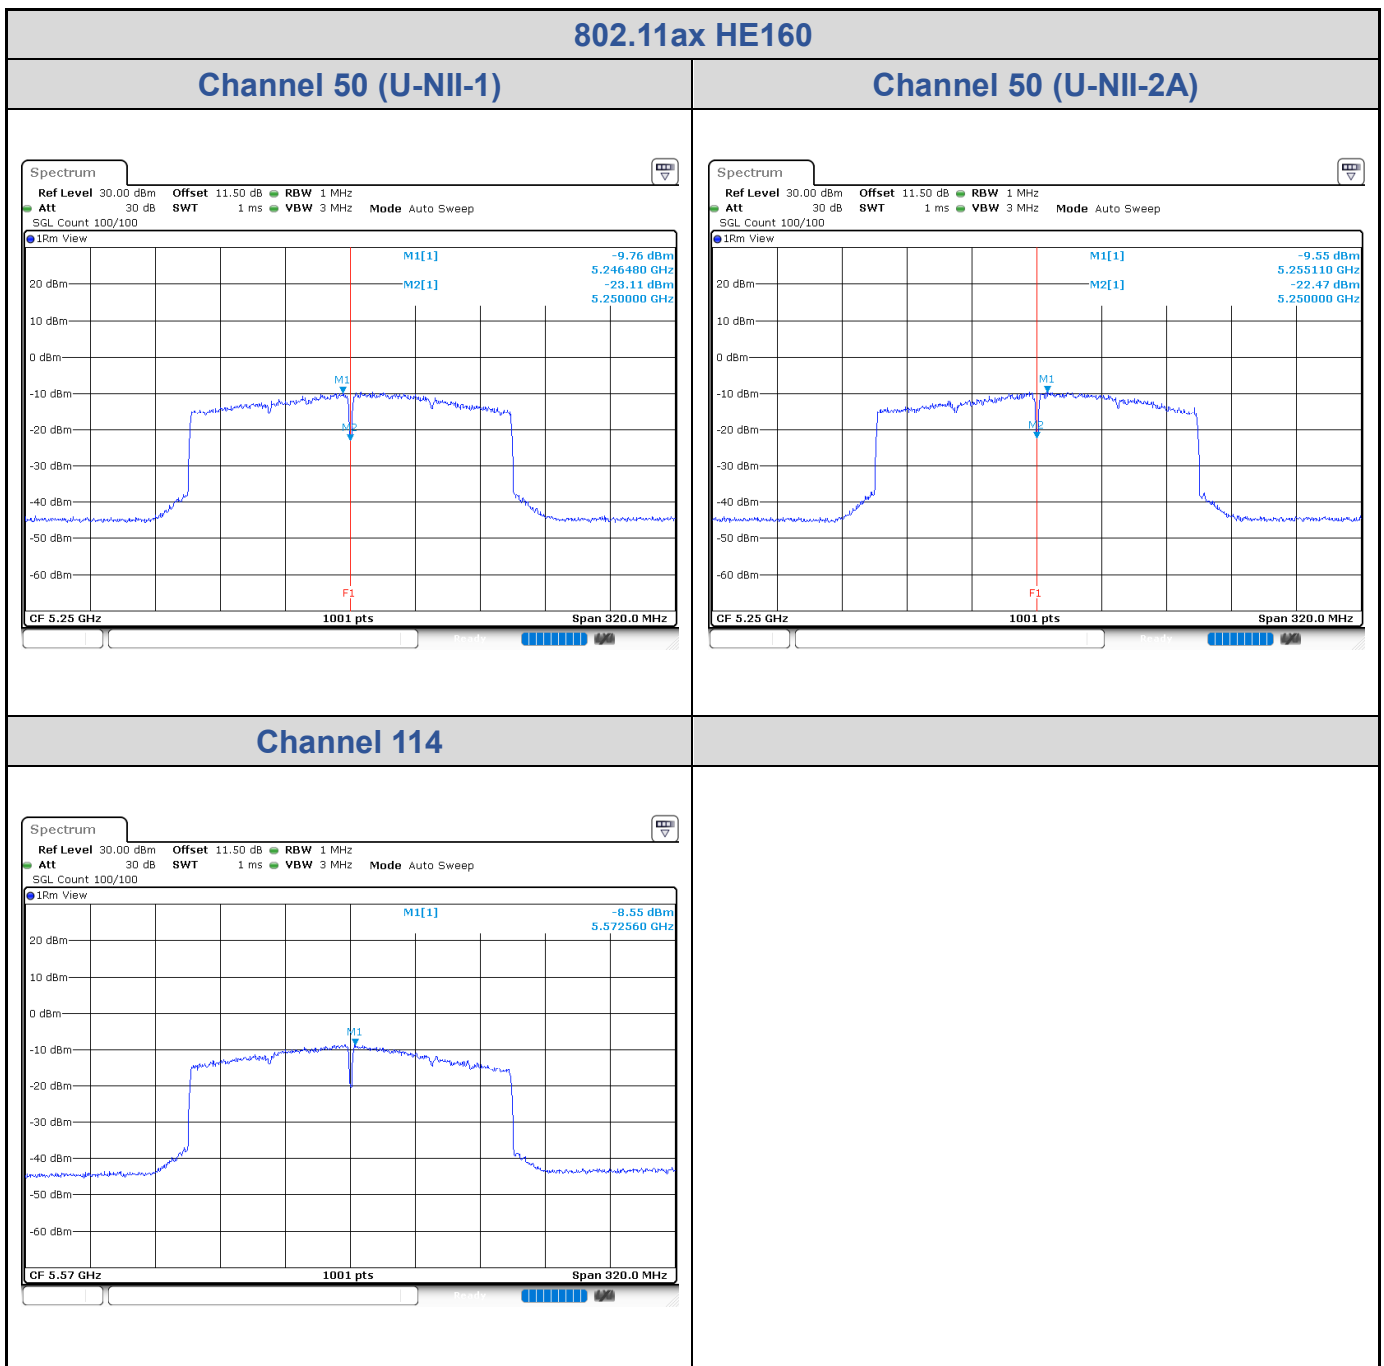 802.11ax HE160
Channel 50 (U-NII-1)
Channel 50 (U-NII-2A)
Spectrum
Ref Level 30.00 dBm Offset 11.50 dB RBW 1 MHz
Att 30 dB SWT 1 ms VBW 3 MHz Mode Auto Sweep
SGL Count 100/100
1Rm View
M1[1] -9.76 dBm
5.246480 GHz
20 dBm M2[1] -23.11 dBm
5.250000 GHz
10 dBm
0 dBm
M1
-10 dBm
M2
-20 dBm
-30 dBm
-40 dBm
-50 dBm
-60 dBm
F1
CF 5.25 GHz 1001 pts Span 320.0 MHz
Ready
Spectrum
Ref Level 30.00 dBm Offset 11.50 dB RBW 1 MHz
Att 30 dB SWT 1 ms VBW 3 MHz Mode Auto Sweep
SGL Count 100/100
1Rm View
M1[1] -9.55 dBm
5.255110 GHz
20 dBm M2[1] -22.47 dBm
5.250000 GHz
10 dBm
0 dBm
M1
-10 dBm
M2
-20 dBm
-30 dBm
-40 dBm
-50 dBm
-60 dBm
F1
CF 5.25 GHz 1001 pts Span 320.0 MHz
Ready
Channel 114
Spectrum
Ref Level 30.00 dBm Offset 11.50 dB RBW 1 MHz
Att 30 dB SWT 1 ms VBW 3 MHz Mode Auto Sweep
SGL Count 100/100
1Rm View
M1[1] -8.55 dBm
5.572560 GHz
20 dBm
10 dBm
0 dBm
M1
-10 dBm
-20 dBm
-30 dBm
-40 dBm
-50 dBm
-60 dBm
CF 5.57 GHz 1001 pts Span 320.0 MHz
Ready